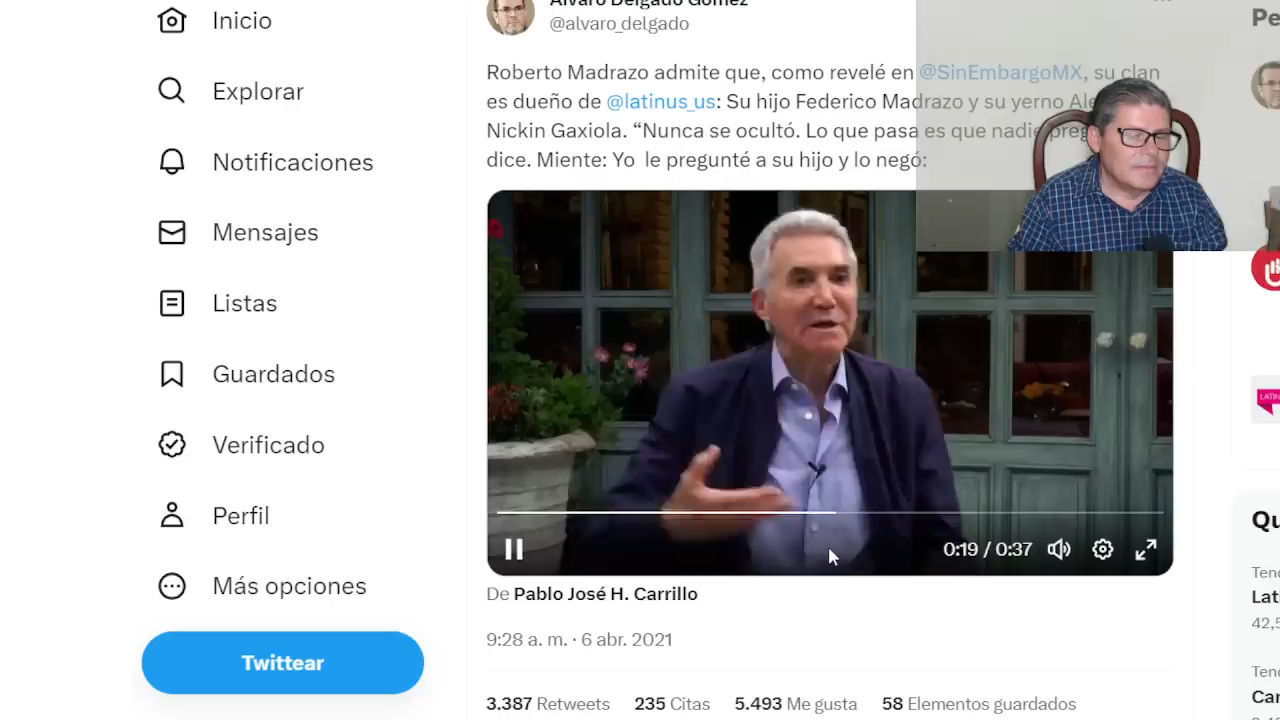 Inicio
Explorar
Notificaciones
Mensajes
Listas
Guardados
Verificado
Perfil
Más opciones
Twittear
Alvaro Delgado Gómez
@alvaro_delgado
Roberto Madrazo admite que, como revelé en @SinEmbargoMX, su clan
es dueño de @latinus_us: Su hijo Federico Madrazo y su yerno
Nickin Gaxiola. “Nunca se ocultó. Lo que pasa es que nadie
dice. Miente: Yo le pregunté a su hijo y lo negó:
0:19 / 0:37
De Pablo José H. Carrillo
9:28 a. m. · 6 abr. 2021
3.387 Retweets 235 Citas 5.493 Me gusta 58 Elementos guardados